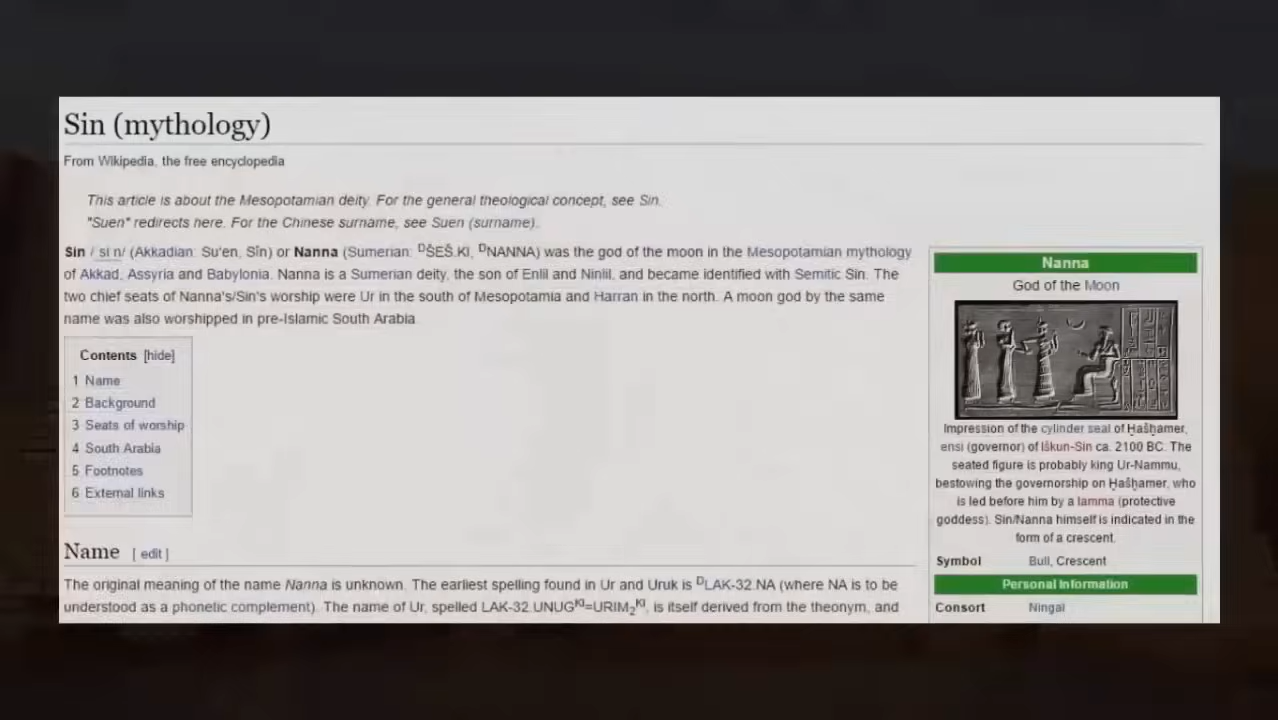 Sin (mythology)
From Wikipedia, the free encyclopedia
This article is about the Mesopotamian deity. For the general theological concept, see Sin.
"Suen" redirects here. For the Chinese surname, see Suen (surname).
Sin / si n/ (Akkadian: Su'en, Sîn) or Nanna (Sumerian: ᴰŠEŠ.KI, ᴰNANNA) was the god of the moon in the Mesopotamian mythology
of Akkad, Assyria and Babylonia. Nanna is a Sumerian deity, the son of Enlil and Ninlil, and became identified with Semitic Sin. The
two chief seats of Nanna's/Sin's worship were Ur in the south of Mesopotamia and Harran in the north. A moon god by the same
name was also worshipped in pre-Islamic South Arabia.
Contents [hide]
1 Name
2 Background
3 Seats of worship
4 South Arabia
5 Footnotes
6 External links
Name [ edit ]
The original meaning of the name Nanna is unknown. The earliest spelling found in Ur and Uruk is ᴰLAK-32.NA (where NA is to be
understood as a phonetic complement). The name of Ur, spelled LAK-32.UNUGᴷᴵ=URIM₂ᴷᴵ, is itself derived from the theonym, and
Nanna
God of the Moon
Impression of the cylinder seal of Ḫašḫamer,
ensi (governor) of Iškun-Sin ca. 2100 BC. The
seated figure is probably king Ur-Nammu,
bestowing the governorship on Ḫašḫamer, who
is led before him by a lamma (protective
goddess). Sin/Nanna himself is indicated in the
form of a crescent.
Symbol Bull, Crescent
Personal Information
Consort Ningal